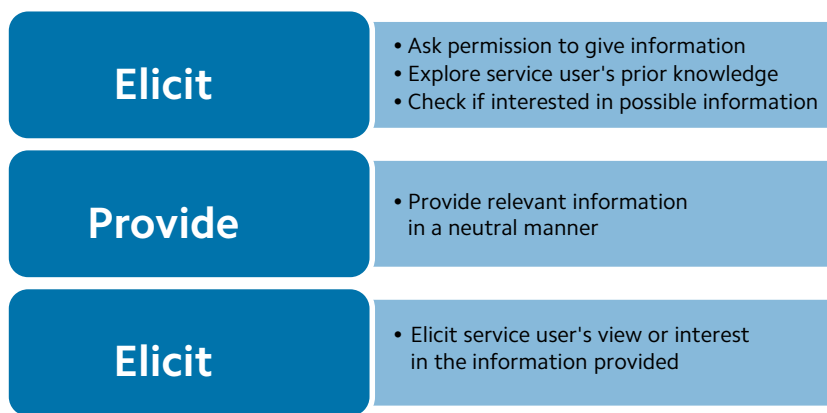 Elicit
• Ask permission to give information
• Explore service user's prior knowledge
• Check if interested in possible information
Provide
• Provide relevant information
in a neutral manner
Elicit
• Elicit service user's view or interest
in the information provided